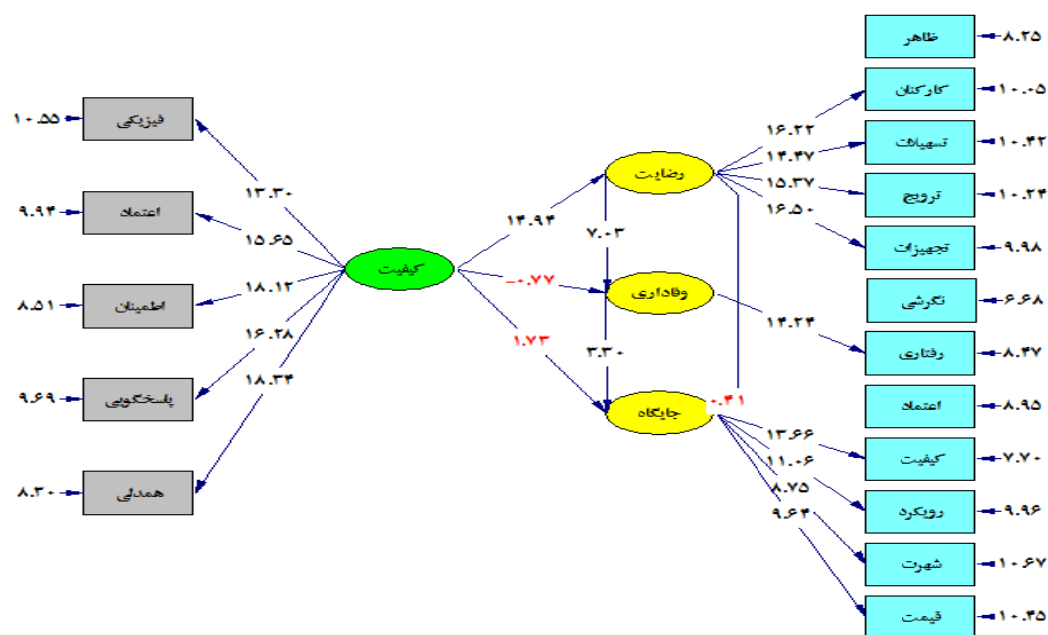 ظاهر
۸.۲۵
کارکنان
۱۰.۰۵
تسهیلات
۱۰.۴۲
ترویج
۱۰.۲۴
تجهیزات
۹.۹۸
نگرشی
۶.۶۸
رفتاری
۸.۴۷
اعتماد
۸.۹۵
کیفیت
۷.۷۰
رویکرد
۹.۹۶
شهرت
۱۰.۶۷
قیمت
۱۰.۴۵
۱۶.۲۲
۱۴.۴۷
۱۵.۳۷
۱۶.۵۰
رضایت
۷.۰۳
وفاداری
۱۴.۲۴
۳.۳۰
جایگاه
۰.۴۱
۱۳.۶۶
۱۱.۰۶
۸.۷۵
۹.۶۴
۱۴.۹۴
-۰.۷۷
۱.۷۳
کیفیت
۱۳.۳۰
۱۵.۶۵
۱۸.۱۲
۱۶.۲۸
۱۸.۳۴
فیزیکی
۱۰.۵۵
اعتماد
۹.۹۴
اطمینان
۸.۵۱
پاسخگویی
۹.۶۹
همدلی
۸.۳۰